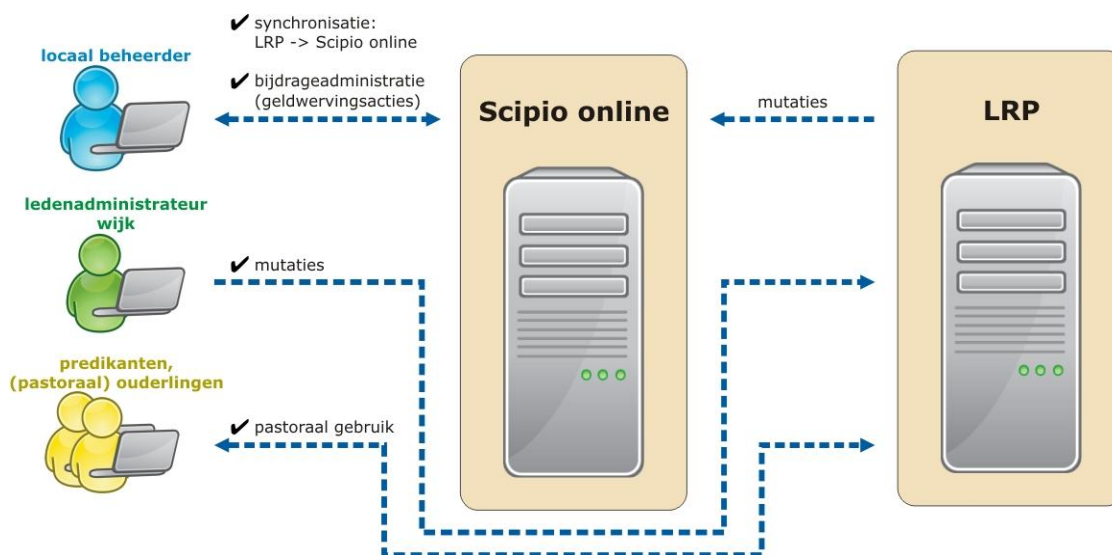 ✔ synchronisatie:
LRP -> Scipio online
locaal beheerder
✔ bijdrageadministratie
(geldwervingsacties)
Scipio online
mutaties
LRP
ledenadministrateur
wijk
✔ mutaties
predikanten,
(pastoraal) ouderlingen
✔ pastoraal gebruik